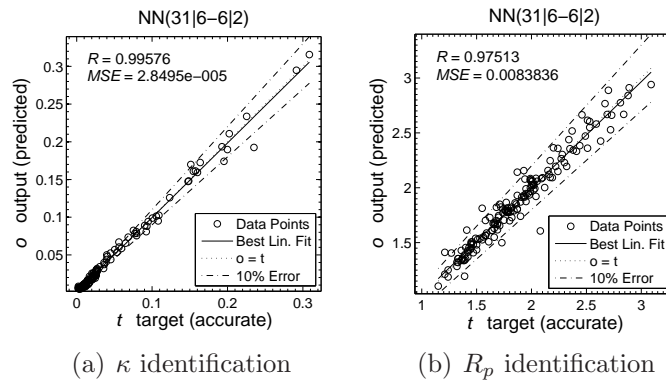 NN(31|6−6|2)
R = 0.99576
MSE = 2.8495e−005
o output (predicted)
0.3
0.25
0.2
0.15
0.1
0.05
Data Points
Best Lin. Fit
o = t
10% Error
0 0.1 0.2 0.3
t target (accurate)
(a) κ identification
NN(31|6−6|2)
R = 0.97513
MSE = 0.0083836
o output (predicted)
3
2.5
2
1.5
Data Points
Best Lin. Fit
o = t
10% Error
1 1.5 2 2.5 3
t target (accurate)
(b) Rp identification